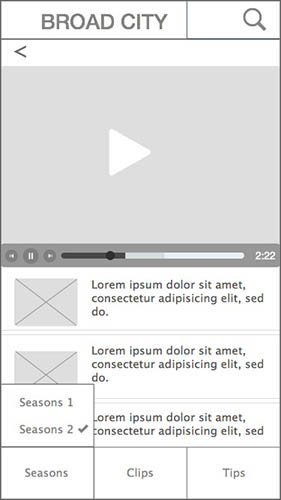 BROAD CITY
<
2:22
Lorem ipsum dolor sit amet,
consectetur adipisicing elit, sed
do.
Lorem ipsum dolor sit amet,
consectetur adipisicing elit, sed
do.
Lorem ipsum dolor sit amet,
consectetur adipisicing elit, sed
Seasons 1
Seasons 2 ✔
Seasons
Clips
Tips